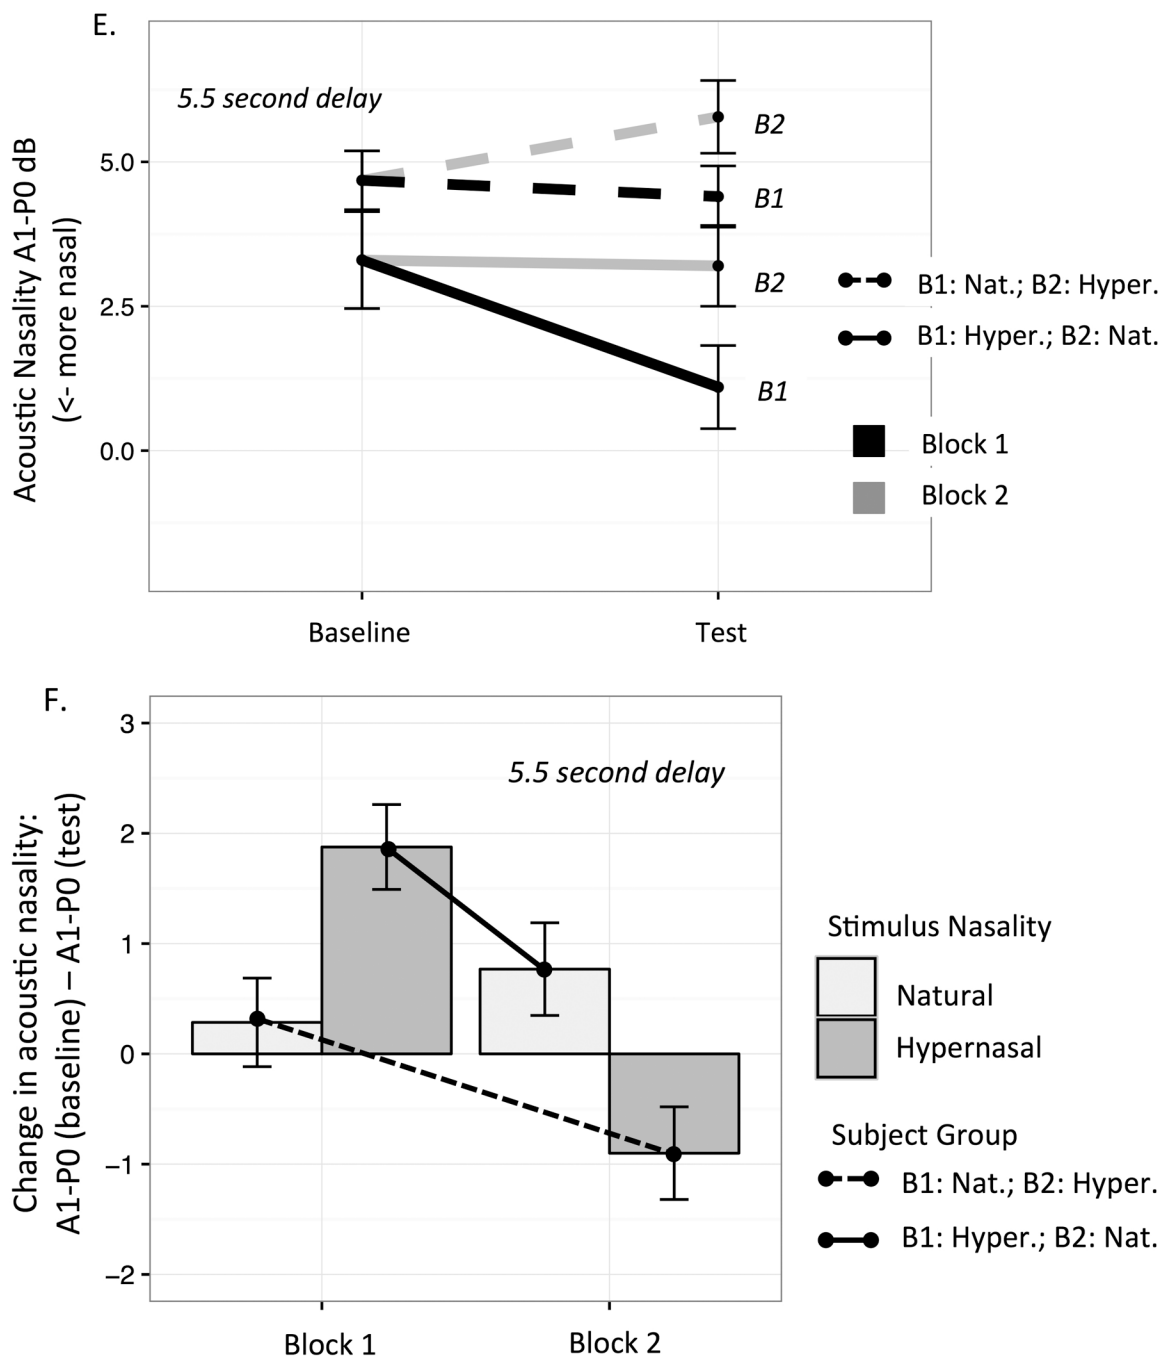 E.
5.5 second delay
Acoustic Nasality A1-P0 dB
(<- more nasal)
5.0
2.5
0.0
B2
B1
B2
B1
B1: Nat.; B2: Hyper.
B1: Hyper.; B2: Nat.
Block 1
Block 2
Baseline
Test
F.
5.5 second delay
Change in acoustic nasality:
A1-P0 (baseline) – A1-P0 (test)
3
2
1
0
−1
−2
Block 1
Block 2
Stimulus Nasality
Natural
Hypernasal
Subject Group
B1: Nat.; B2: Hyper.
B1: Hyper.; B2: Nat.